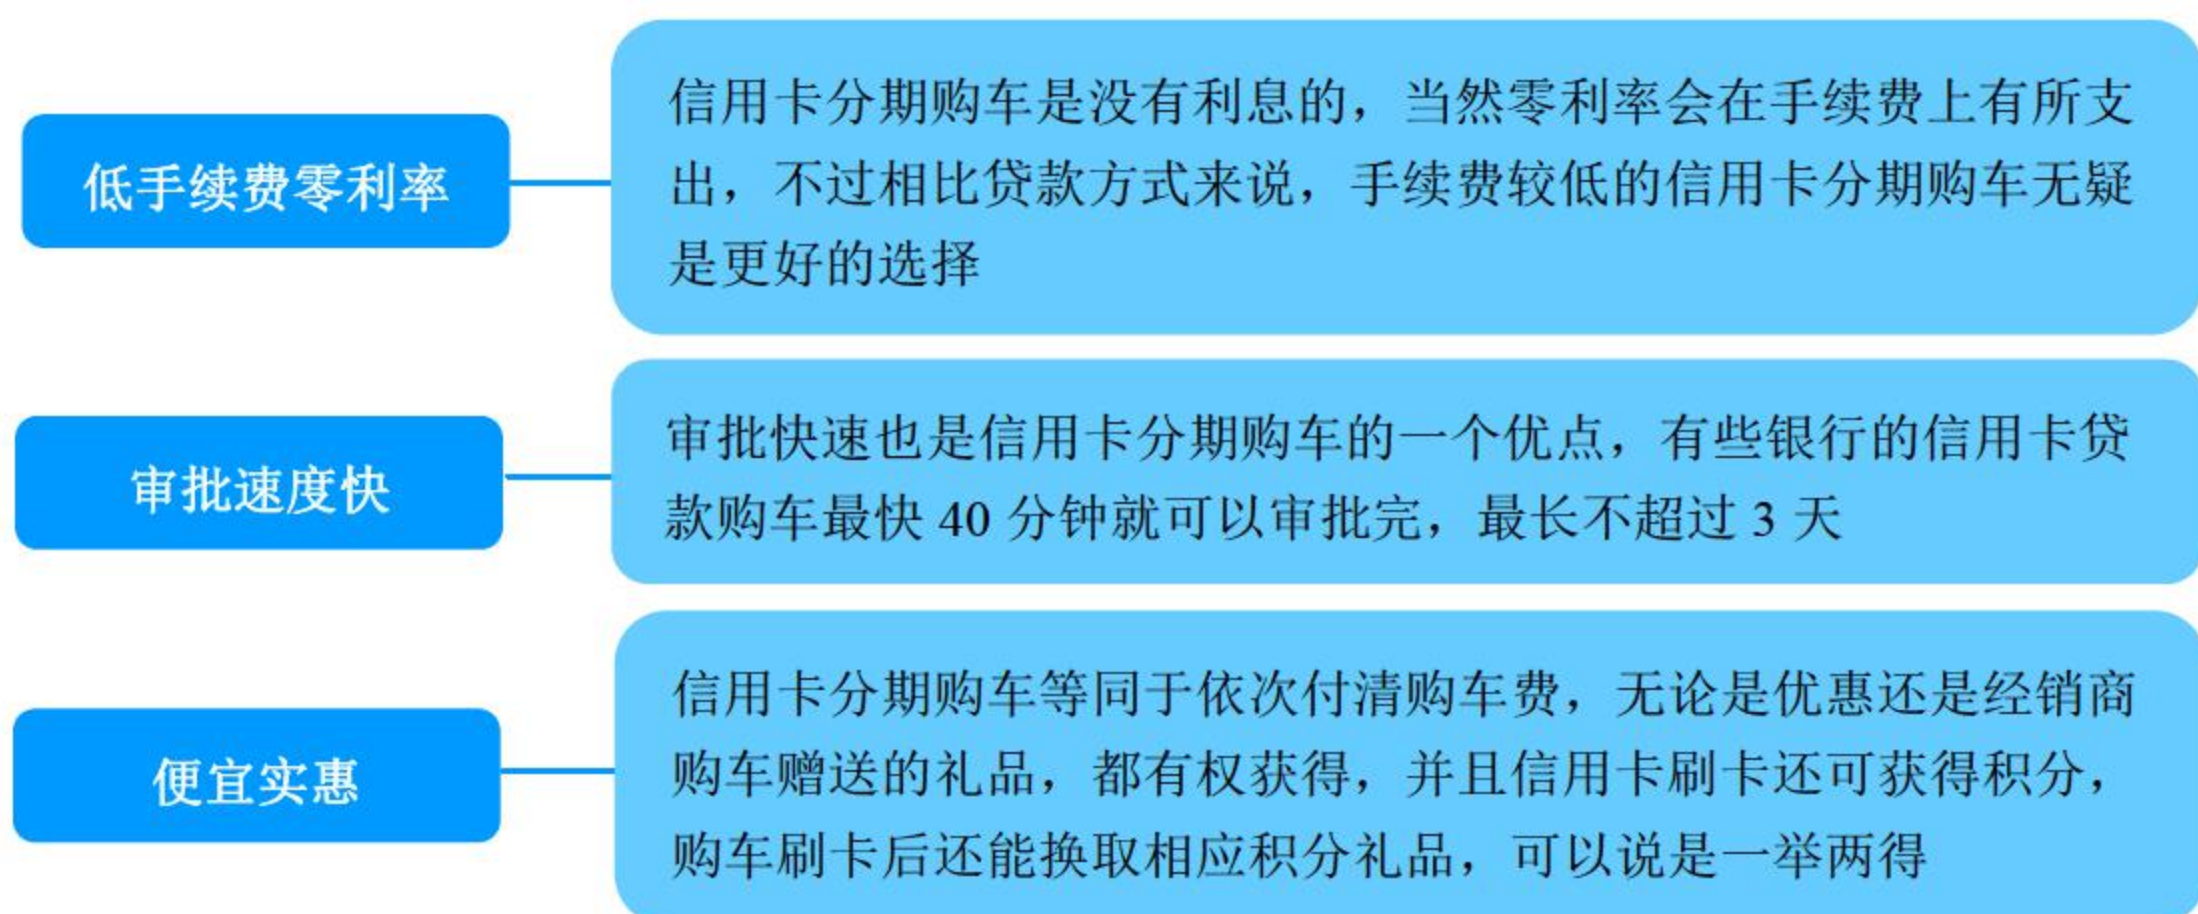 低手续费零利率
信用卡分期购车是没有利息的，当然零利率会在手续费上有所支
出，不过相比贷款方式来说，手续费较低的信用卡分期购车无疑
是更好的选择
审批速度快
审批快速也是信用卡分期购车的一个优点，有些银行的信用卡贷
款购车最快 40 分钟就可以审批完，最长不超过 3 天
便宜实惠
信用卡分期购车等同于依次付清购车费，无论是优惠还是经销商
购车赠送的礼品，都有权获得，并且信用卡刷卡还可获得积分，
购车刷卡后还能换取相应积分礼品，可以说是一举两得